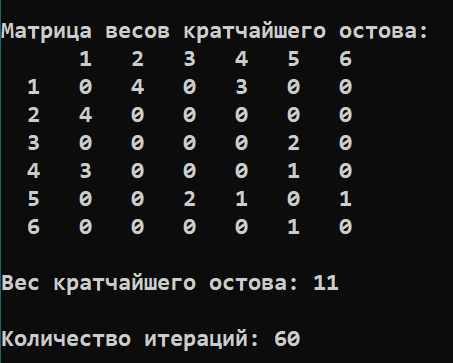 Матрица весов кратчайшего остова:
1 2 3 4 5 6
1 0 4 0 3 0 0
2 4 0 0 0 0 0
3 0 0 0 0 2 0
4 3 0 0 0 1 0
5 0 0 2 1 0 1
6 0 0 0 0 1 0
Вес кратчайшего остова: 11
Количество итераций: 60